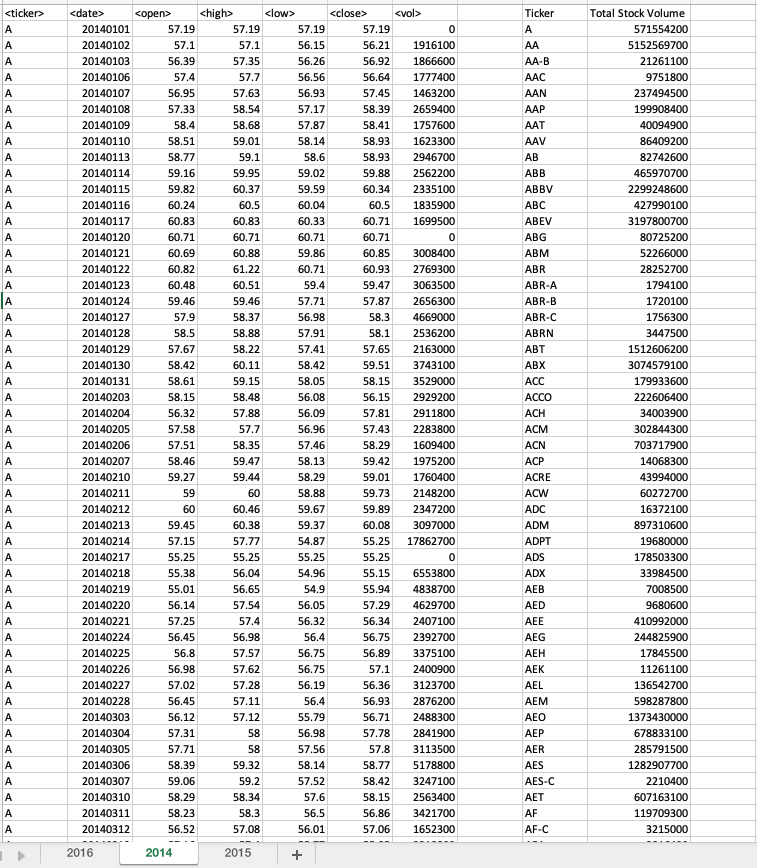 <ticker> <date> <open> <high> <low> <close> <vol> Ticker Total Stock Volume
A 20140101 57.19 57.19 57.19 57.19 0 A 571554200
A 20140102 57.1 57.1 56.15 56.21 1916100 AA 5152569700
A 20140103 56.39 57.35 56.26 56.92 1866600 AA-B 21261100
A 20140106 57.4 57.7 56.56 56.64 1777400 AAC 9751800
A 20140107 56.95 57.63 56.93 57.45 1463200 AAN 237494500
A 20140108 57.33 58.54 57.17 58.39 2659400 AAP 199908400
A 20140109 58.4 58.68 57.87 58.41 1757600 AAT 40094900
A 20140110 58.51 59.01 58.14 58.93 1623300 AAV 86409200
A 20140113 58.77 59.1 58.6 58.93 2946700 AB 82742600
A 20140114 59.16 59.95 59.02 59.88 2562200 ABB 465970700
A 20140115 59.82 60.37 59.59 60.34 2335100 ABBV 2299248600
A 20140116 60.24 60.5 60.04 60.5 1835900 ABC 427990100
A 20140117 60.83 60.83 60.33 60.71 1699500 ABEV 3197800700
A 20140120 60.71 60.71 60.71 60.71 0 ABG 80725200
A 20140121 60.69 60.88 59.86 60.85 3008400 ABM 52266000
A 20140122 60.82 61.22 60.71 60.93 2769300 ABR 28252700
A 20140123 60.48 60.51 59.4 59.47 3063500 ABR-A 1794100
A 20140124 59.46 59.46 57.71 57.87 2656300 ABR-B 1720100
A 20140127 57.9 58.37 56.98 58.3 4669000 ABR-C 1756300
A 20140128 58.5 58.88 57.91 58.1 2536200 ABRN 3447500
A 20140129 57.67 58.22 57.41 57.65 2163000 ABT 1512606200
A 20140130 58.42 60.11 58.42 59.51 3743100 ABX 3074579100
A 20140131 58.61 59.15 58.05 58.15 3529000 ACC 179933600
A 20140203 58.15 58.48 56.08 56.15 2929200 ACCO 222606400
A 20140204 56.32 57.88 56.09 57.81 2911800 ACH 34003900
A 20140205 57.58 57.7 56.96 57.43 2283800 ACM 302844300
A 20140206 57.51 58.35 57.46 58.29 1609400 ACN 703717900
A 20140207 58.46 59.47 58.13 59.42 1975200 ACP 14068300
A 20140210 59.27 59.44 58.29 59.01 1760400 ACRE 43994000
A 20140211 59 60 58.88 59.73 2148200 ACW 60272700
A 20140212 60 60.46 59.67 59.89 2347200 ADC 16372100
A 20140213 59.45 60.38 59.37 60.08 3097000 ADM 897310600
A 20140214 57.15 57.77 54.87 55.25 17862700 ADPT 19680000
A 20140217 55.25 55.25 55.25 55.25 0 ADS 178503300
A 20140218 55.38 56.04 54.96 55.15 6553800 ADX 33984500
A 20140219 55.01 56.65 54.9 55.94 4838700 AEB 7008500
A 20140220 56.14 57.54 56.05 57.29 4629700 AED 9680600
A 20140221 57.25 57.4 56.32 56.34 2407100 AEE 410992000
A 20140224 56.45 56.98 56.4 56.75 2392700 AEG 244825900
A 20140225 56.8 57.57 56.75 56.89 3375100 AEH 17845500
A 20140226 56.98 57.62 56.75 57.1 2400900 AEK 11261100
A 20140227 57.02 57.28 56.19 56.36 3123700 AEL 136542700
A 20140228 56.45 57.11 56.4 56.93 2876200 AEM 598287800
A 20140303 56.12 57.12 55.79 56.71 2488300 AEO 1373430000
A 20140304 57.31 58 56.98 57.78 2841900 AEP 678833100
A 20140305 57.71 58 57.56 57.8 3113500 AER 285791500
A 20140306 58.39 59.32 58.14 58.77 5178800 AES 1282907700
A 20140307 59.06 59.2 57.52 58.42 3247100 AES-C 2210400
A 20140310 58.29 58.34 57.6 58.15 2563400 AET 607163100
A 20140311 58.23 58.3 56.5 56.86 3421700 AF 119709300
A 20140312 56.52 57.08 56.01 57.06 1652300 AF-C 3215000
2016 2014 2015 +